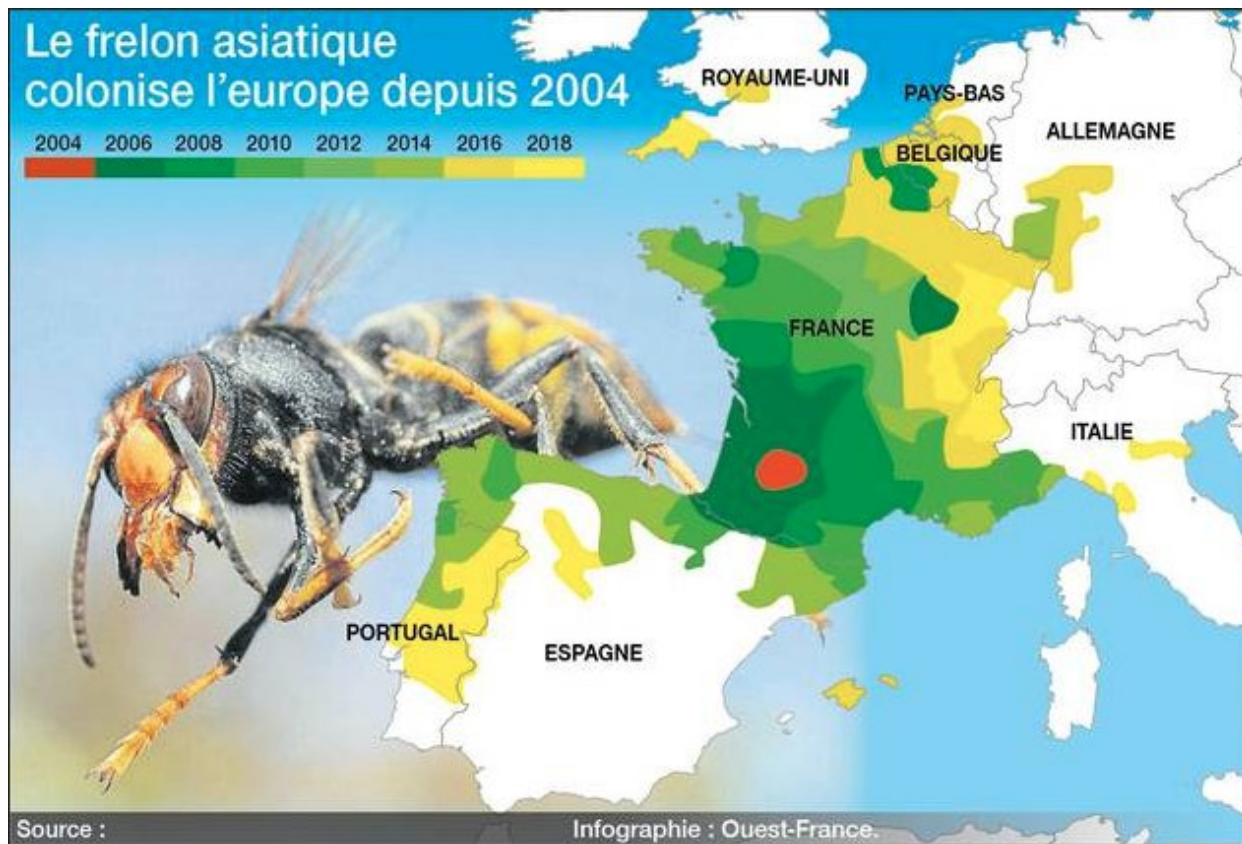 Le frelon asiatique
colonise l'europe depuis 2004
2004 2006 2008 2010 2012 2014 2016 2018
ROYAUME-UNI
PAYS-BAS
ALLEMAGNE
BELGIQUE
FRANCE
ITALIE
PORTUGAL
ESPAGNE
Source : Infographie : Ouest-France.